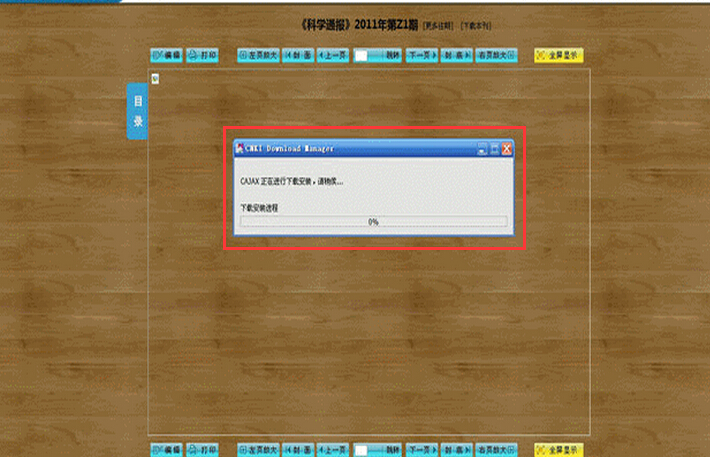 《科学通报》2011年第Z1期 [更多往期] [下载本刊]
编辑 打印 左页放大 封面 上一页 跳转 下一页 封底 右页放大 全屏显示
目录
CNKI Download Manager
CAJAX 正在进行下载安装，请稍候...
下载安装进程
0%
编辑 打印 左页放大 封面 上一页 跳转 下一页 封底 右页放大 全屏显示